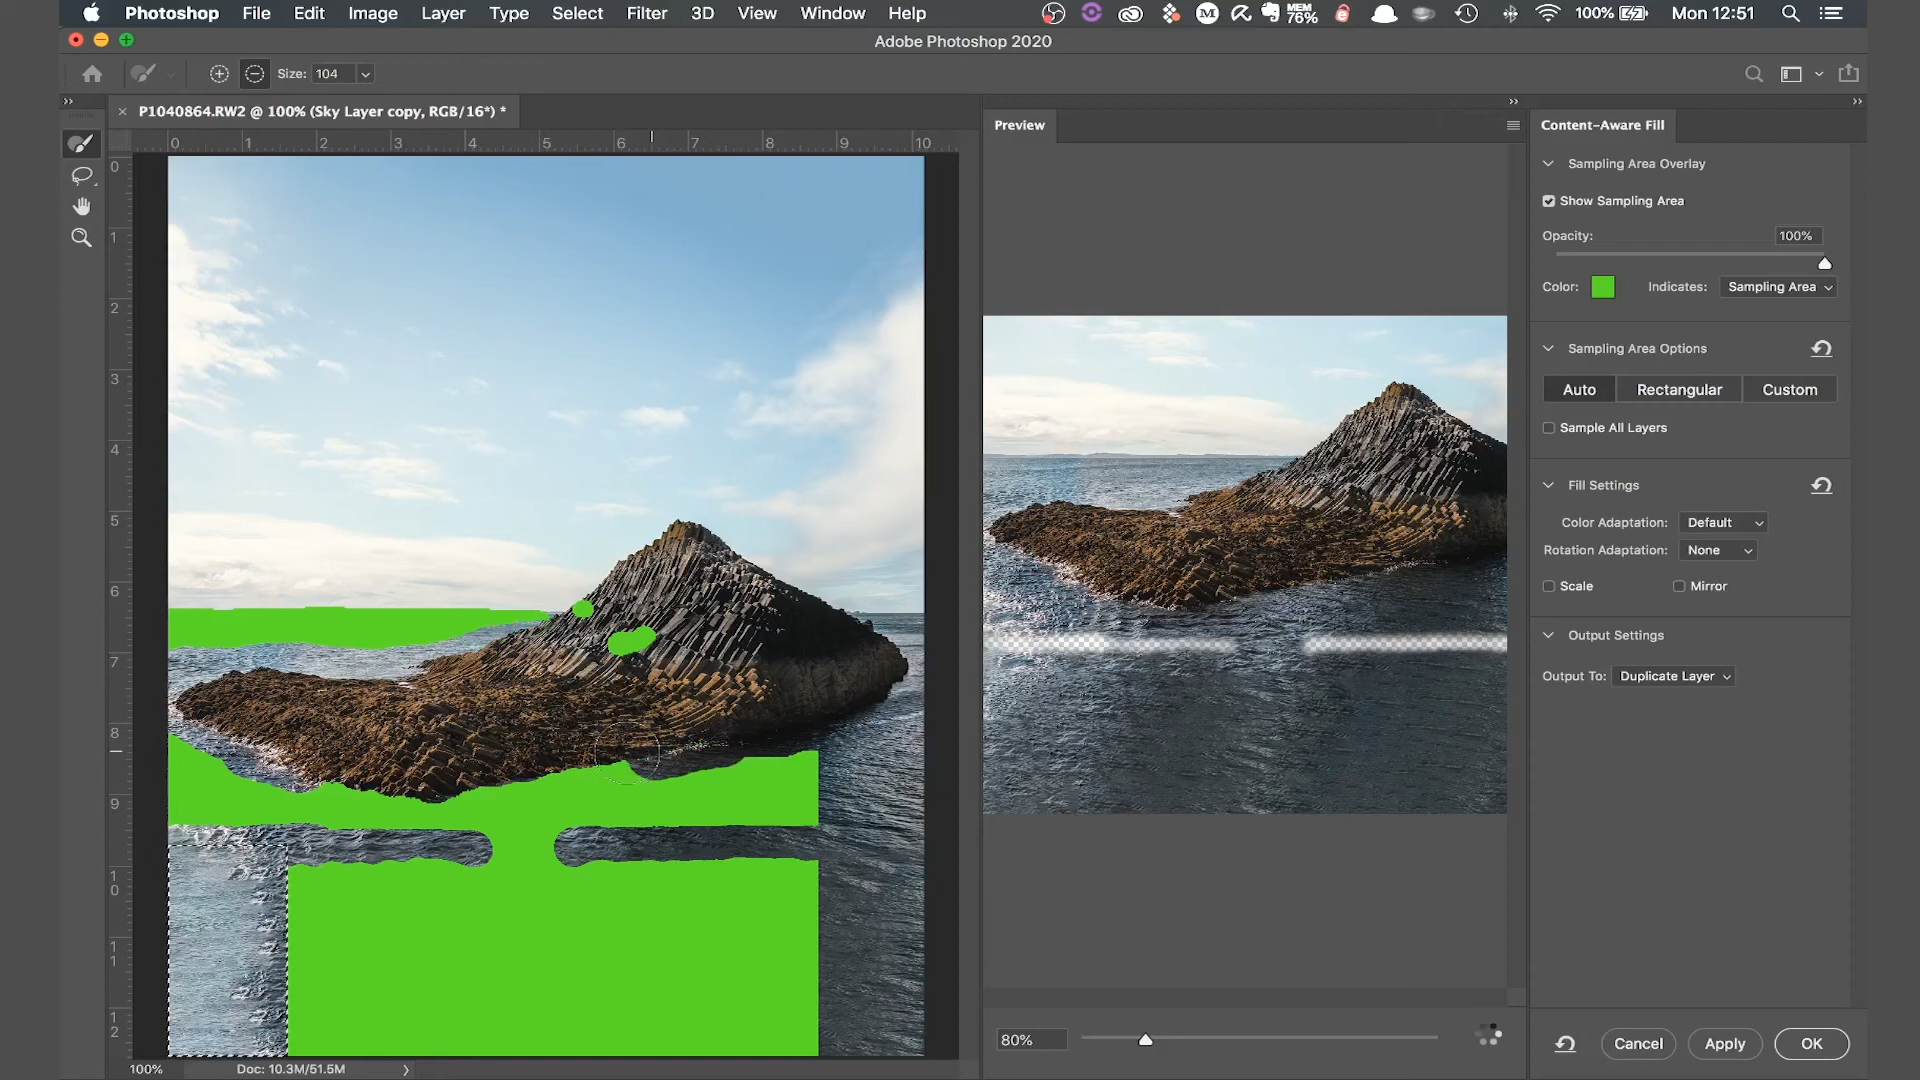 Photoshop File Edit Image Layer Type Select Filter 3D View Window Help M MEM 76% 100% Mon 12:51
Adobe Photoshop 2020
Size: 104
P1040864.RW2 @ 100% (Sky Layer copy, RGB/16*) *
0 1 2 3 4 5 6 7 8 9 10
0
1
2
3
4
5
6
7
8
9
10
11
12
100% Doc: 10.3M/51.5M
Preview
80%
Content-Aware Fill
Sampling Area Overlay
Show Sampling Area
Opacity: 100%
Color: Indicates: Sampling Area
Sampling Area Options
Auto Rectangular Custom
Sample All Layers
Fill Settings
Color Adaptation: Default
Rotation Adaptation: None
Scale Mirror
Output Settings
Output To: Duplicate Layer
Cancel Apply OK